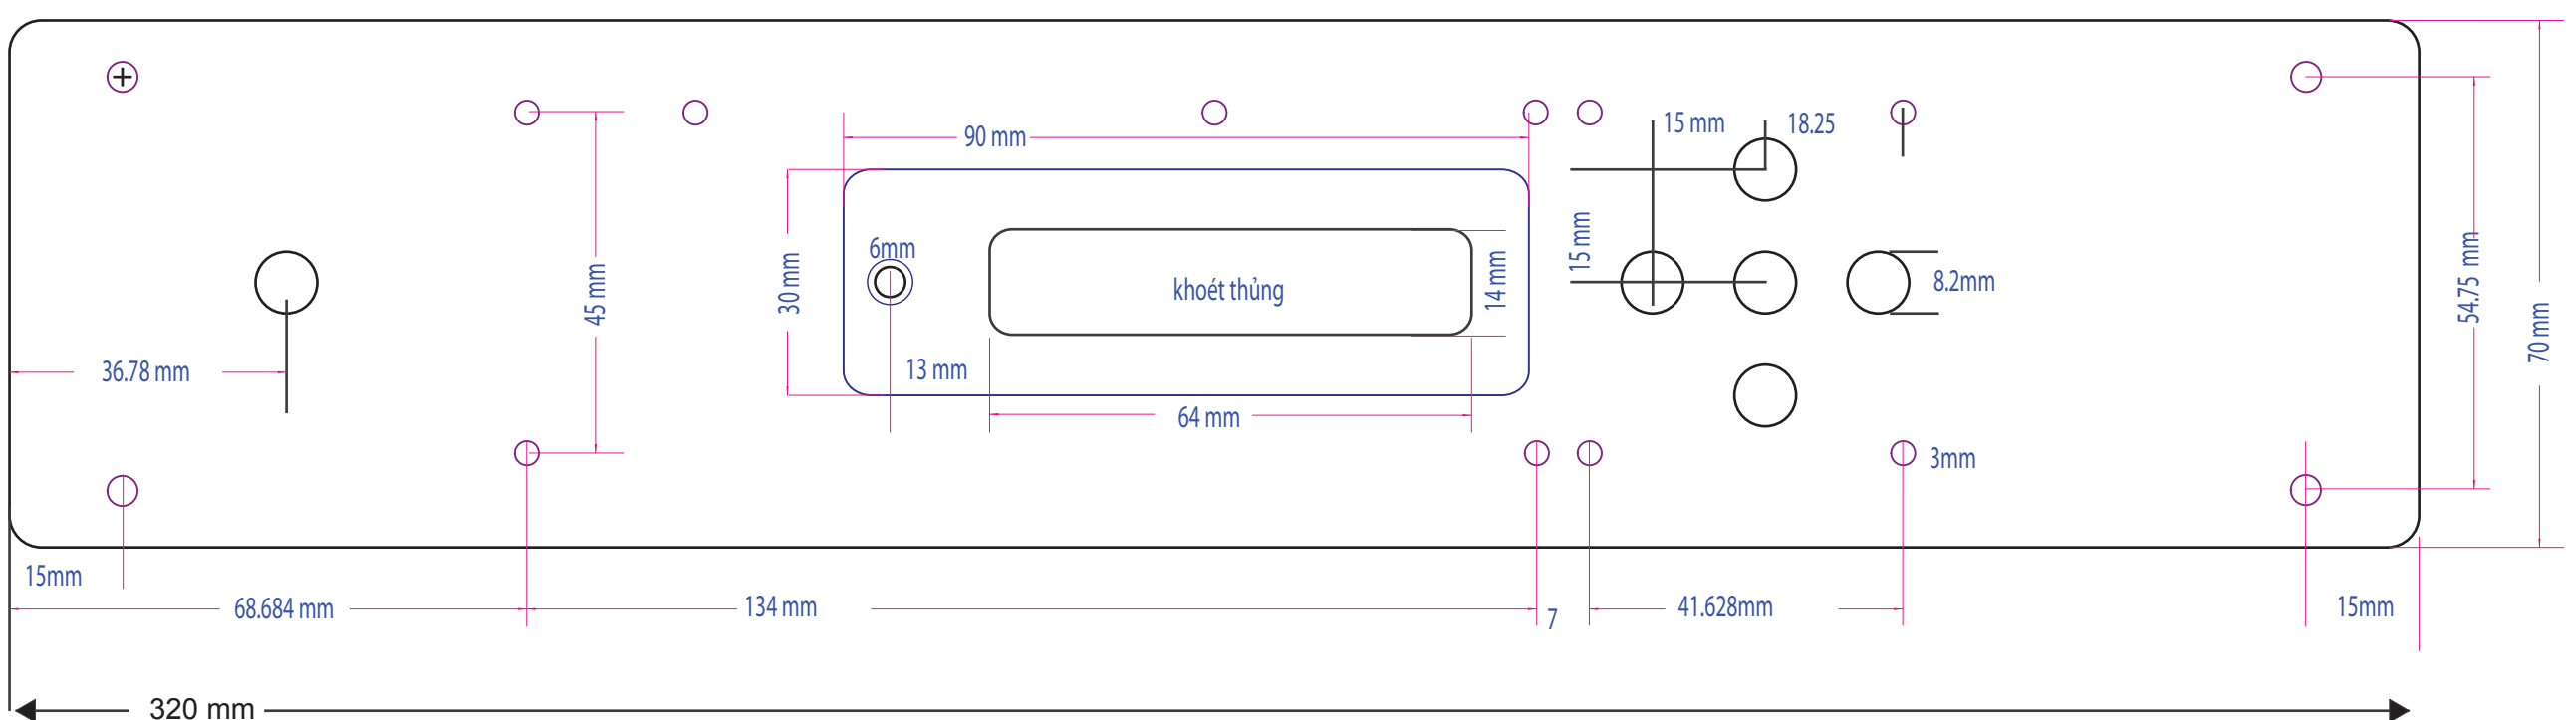 90 mm
15 mm
18.25
6mm
30 mm
45 mm
khoét thủng
14 mm
15 mm
8.2mm
54.75 mm
70 mm
36.78 mm
13 mm
64 mm
3mm
15mm
68.684 mm
134 mm
7
41.628mm
15mm
320 mm